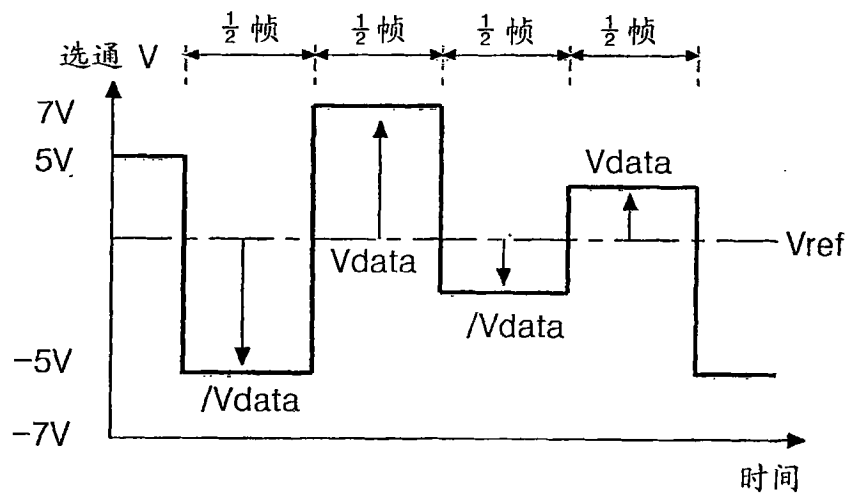 ½ 帧 ½ 帧 ½ 帧 ½ 帧
选通 V
7V
5V
Vdata
Vref
Vdata
/Vdata
−5V
/Vdata
−7V
时间